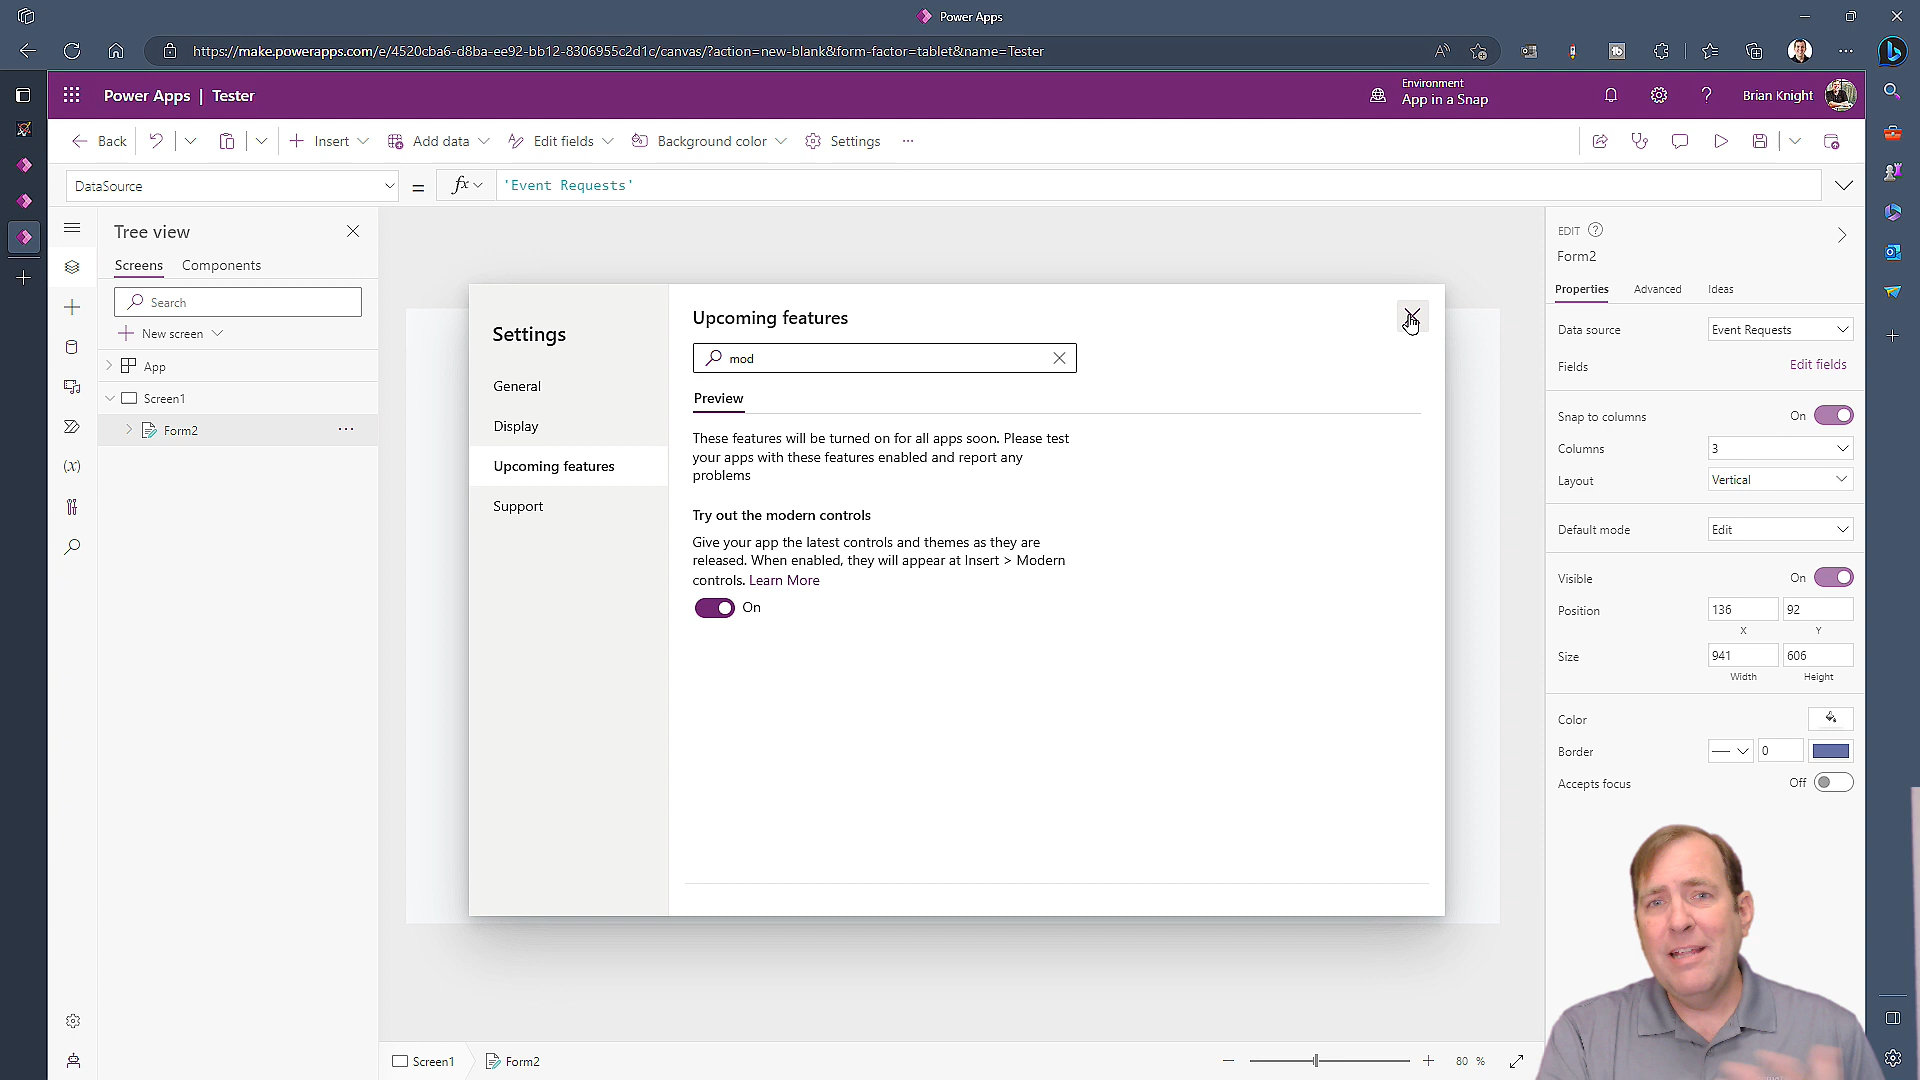 Power Apps
https://make.powerapps.com/e/4520cba6-d8ba-ee92-bb12-8306955c2d1c/canvas/?action=new-blank&form-factor=tablet&name=Tester
Power Apps | Tester
Environment
App in a Snap
Brian Knight
Back
Insert
Add data
Edit fields
Background color
Settings
DataSource
=
fx
'Event Requests'
Tree view
Screens
Components
Search
New screen
App
Screen1
Form2
Settings
General
Display
Upcoming features
Support
Upcoming features
mod
Preview
These features will be turned on for all apps soon. Please test
your apps with these features enabled and report any
problems
Try out the modern controls
Give your app the latest controls and themes as they are
released. When enabled, they will appear at Insert > Modern
controls. Learn More
On
EDIT
Form2
Properties
Advanced
Ideas
Data source
Event Requests
Fields
Edit fields
Snap to columns
On
Columns
3
Layout
Vertical
Default mode
Edit
Visible
On
Position
136
92
X
Y
Size
941
606
Width
Height
Color
Border
0
Accepts focus
Off
Screen1
Form2
80 %